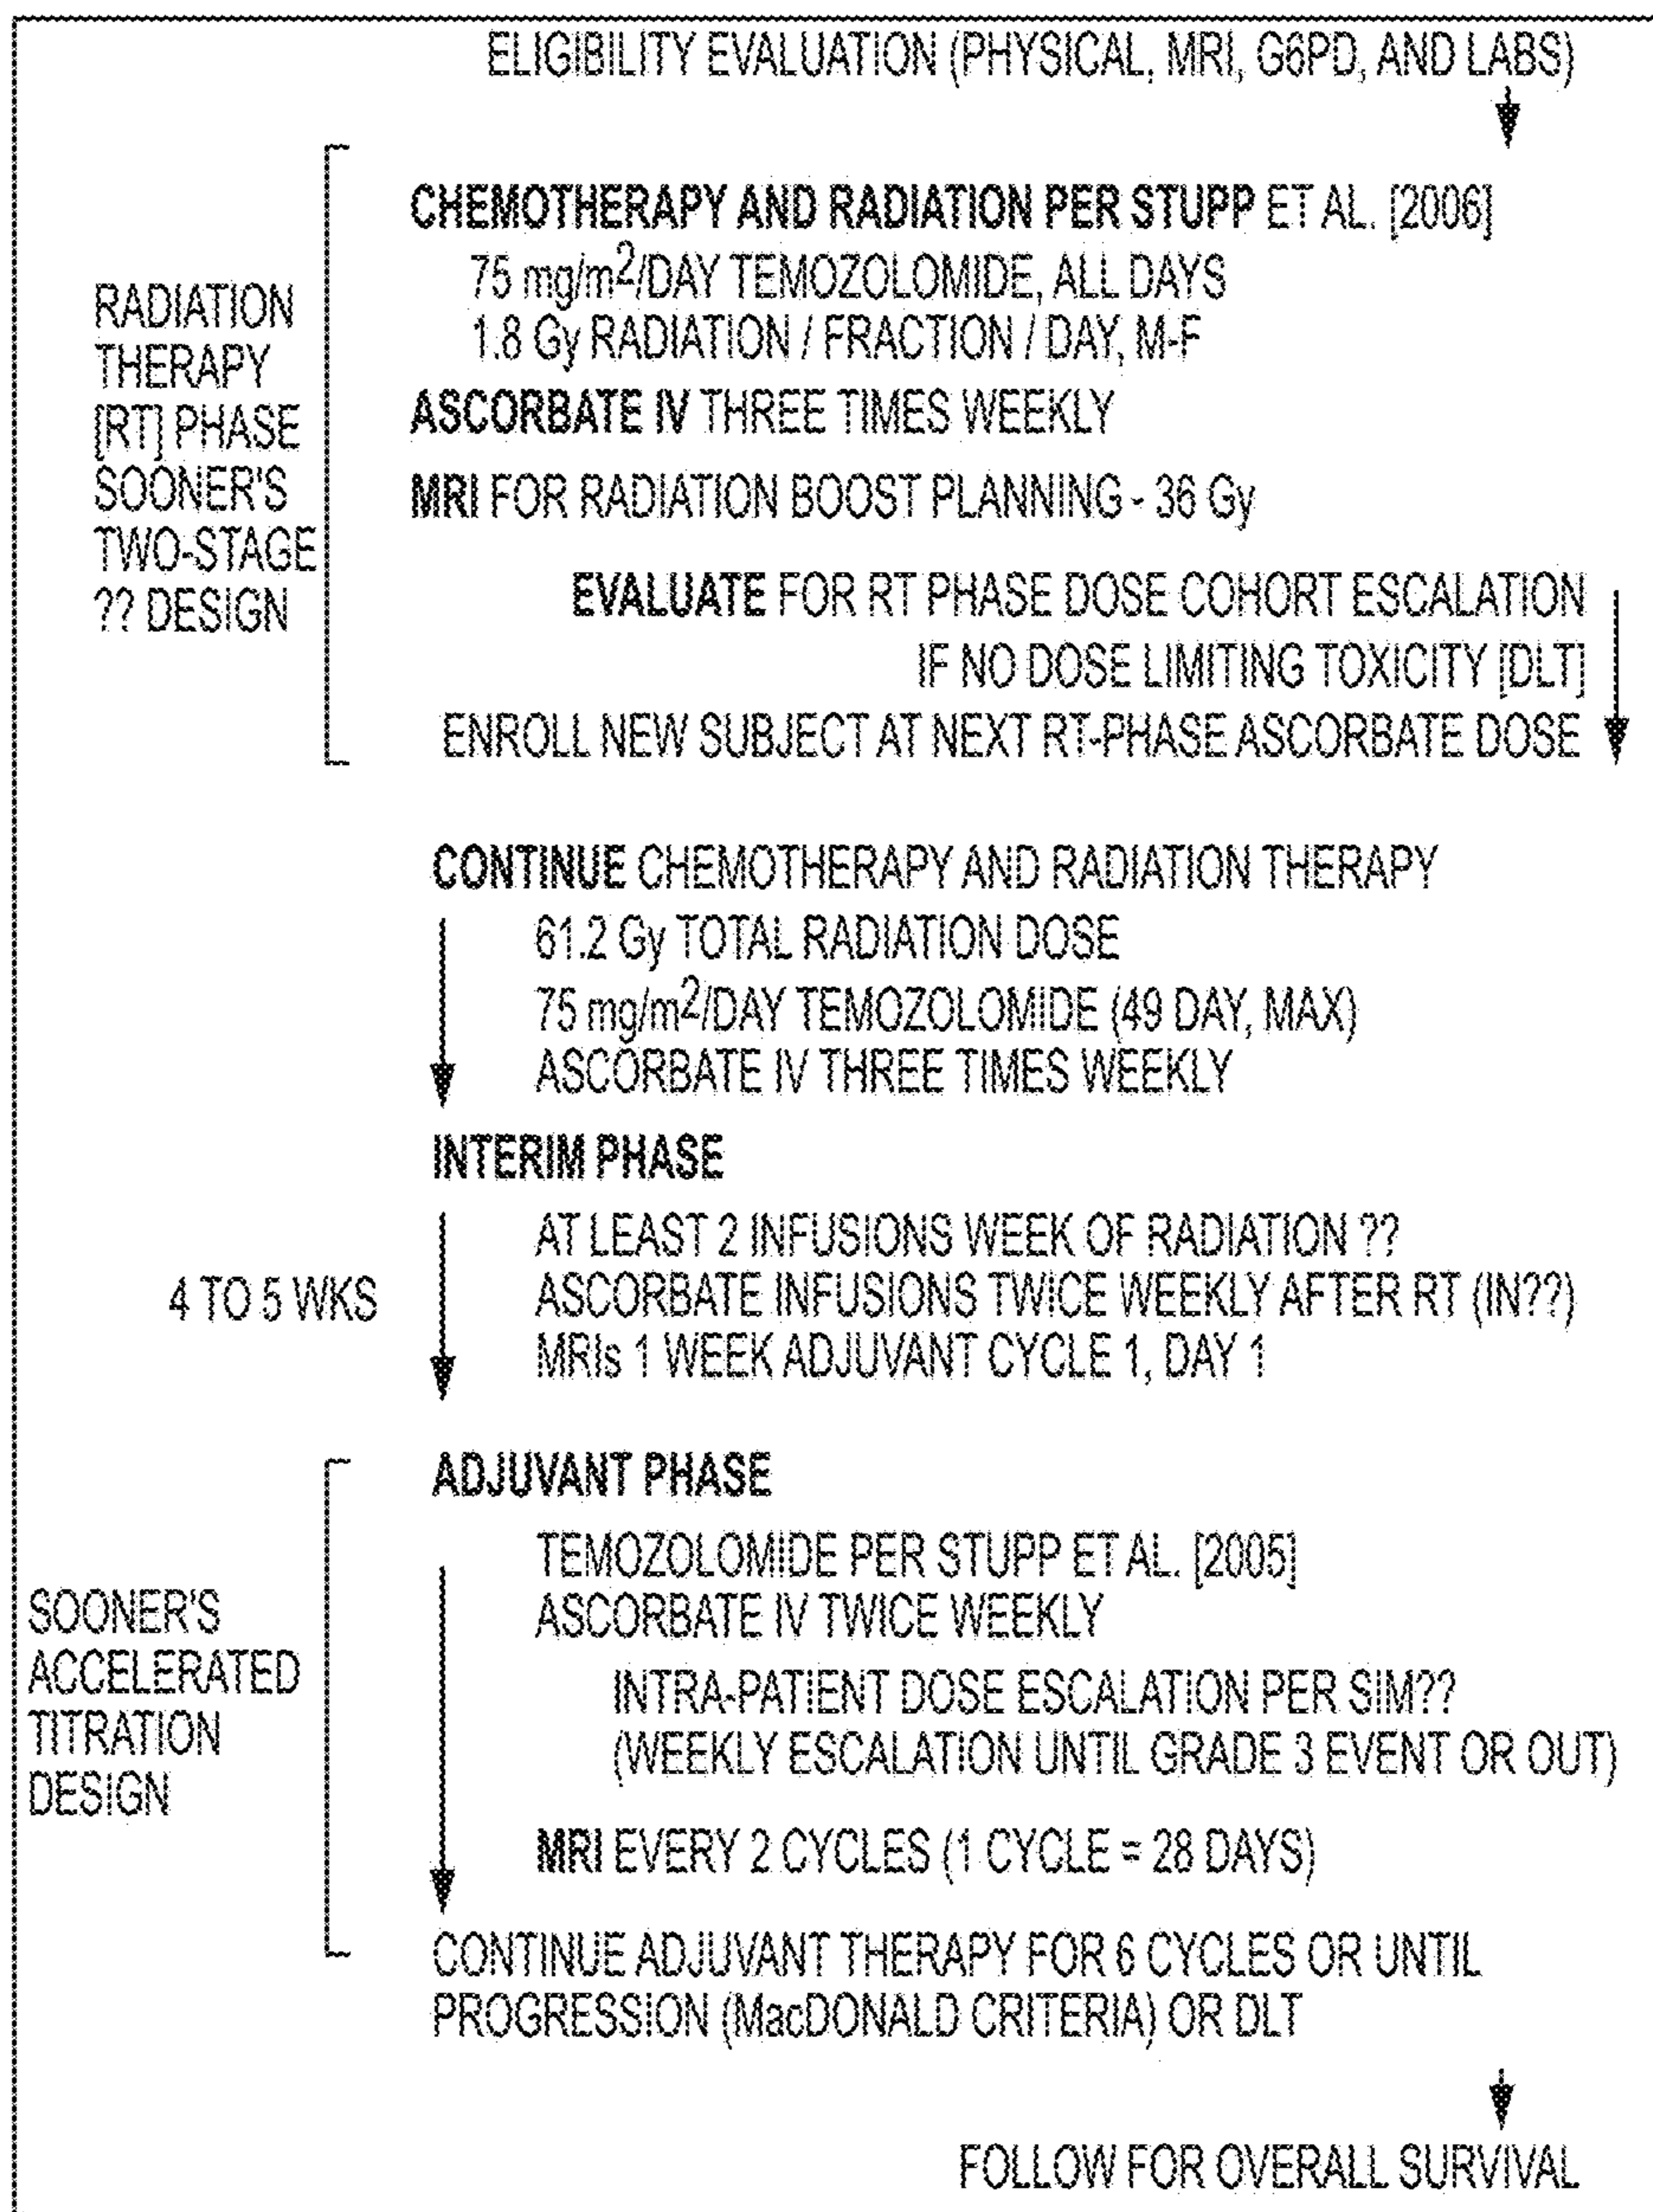 ELIGIBILITY EVALUATION (PHYSICAL, MRI, G6PD, AND LABS)
RADIATION
THERAPY
[RT] PHASE
SOONER'S
TWO-STAGE
?? DESIGN
CHEMOTHERAPY AND RADIATION PER STUPP ET AL. [2006]
75 mg/m2/DAY TEMOZOLOMIDE, ALL DAYS
1.8 Gy RADIATION / FRACTION / DAY, M-F
ASCORBATE IV THREE TIMES WEEKLY
MRI FOR RADIATION BOOST PLANNING - 36 Gy
EVALUATE FOR RT PHASE DOSE COHORT ESCALATION
IF NO DOSE LIMITING TOXICITY [DLT]
ENROLL NEW SUBJECT AT NEXT RT-PHASE ASCORBATE DOSE
CONTINUE CHEMOTHERAPY AND RADIATION THERAPY
61.2 Gy TOTAL RADIATION DOSE
75 mg/m2/DAY TEMOZOLOMIDE (49 DAY, MAX)
ASCORBATE IV THREE TIMES WEEKLY
INTERIM PHASE
4 TO 5 WKS
AT LEAST 2 INFUSIONS WEEK OF RADIATION ??
ASCORBATE INFUSIONS TWICE WEEKLY AFTER RT (IN??)
MRIs 1 WEEK ADJUVANT CYCLE 1, DAY 1
SOONER'S
ACCELERATED
TITRATION
DESIGN
ADJUVANT PHASE
TEMOZOLOMIDE PER STUPP ET AL. [2005]
ASCORBATE IV TWICE WEEKLY
INTRA-PATIENT DOSE ESCALATION PER SIM??
(WEEKLY ESCALATION UNTIL GRADE 3 EVENT OR OUT)
MRI EVERY 2 CYCLES (1 CYCLE = 28 DAYS)
CONTINUE ADJUVANT THERAPY FOR 6 CYCLES OR UNTIL
PROGRESSION (MacDONALD CRITERIA) OR DLT
FOLLOW FOR OVERALL SURVIVAL